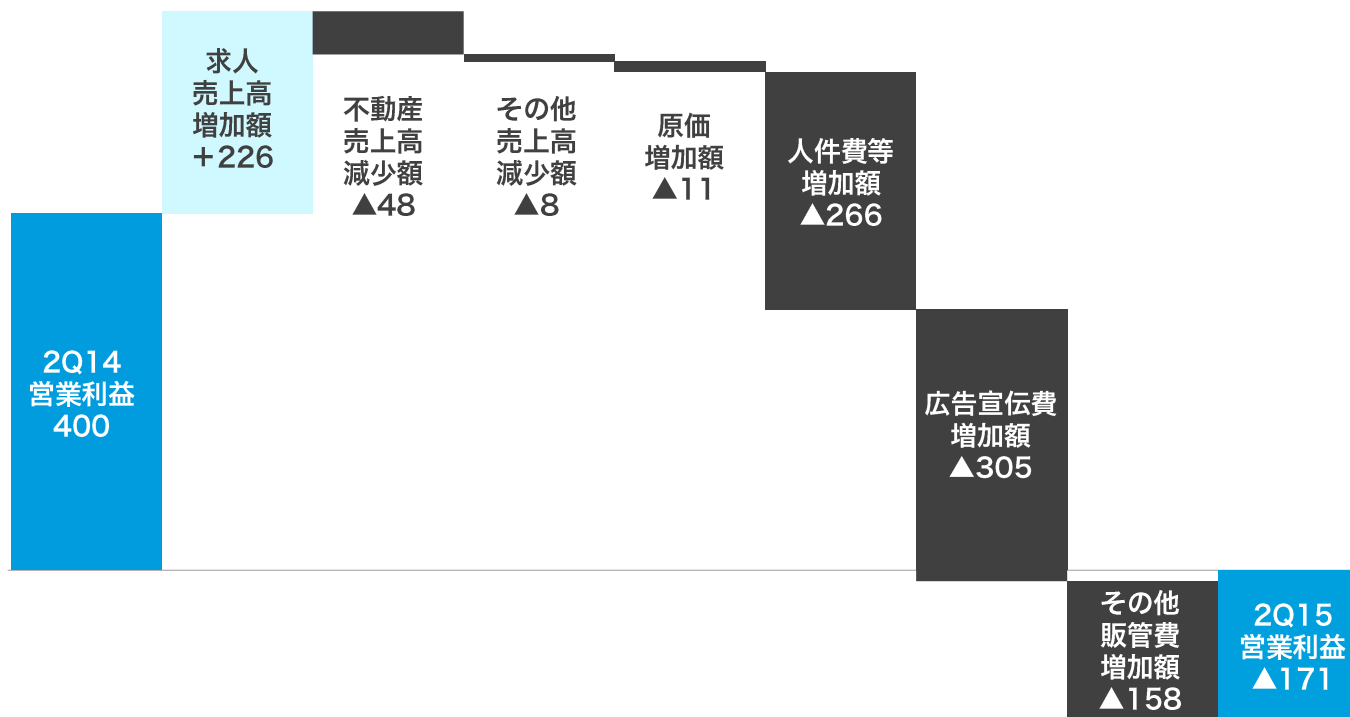 求人
売上高
増加額
＋226
不動産
売上高
減少額
▲48
その他
売上高
減少額
▲8
原価
増加額
▲11
人件費等
増加額
▲266
2Q14
営業利益
400
広告宣伝費
増加額
▲305
その他
販管費
増加額
▲158
2Q15
営業利益
▲171